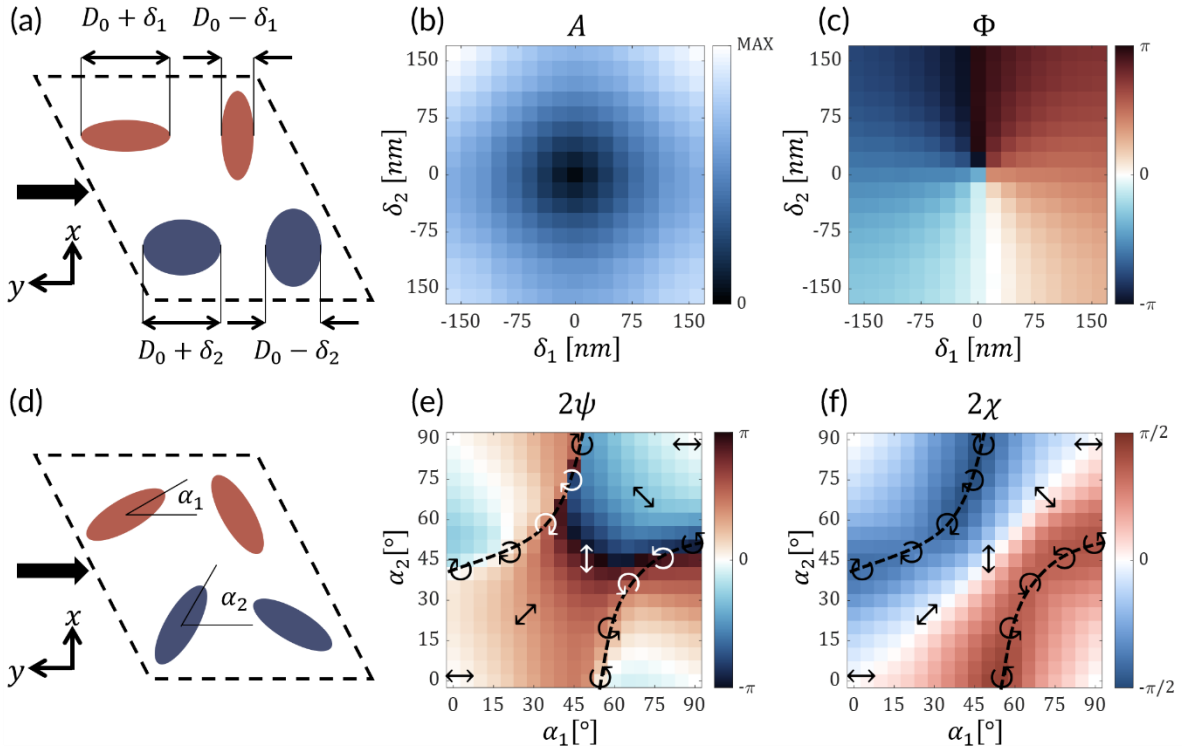 (a)
D₀ + δ₁
D₀ − δ₁
x
y
D₀ + δ₂
D₀ − δ₂
(b)
A
MAX
0
150
75
0
-75
-150
δ₂ [nm]
-150
-75
0
75
150
δ₁ [nm]
(c)
Φ
π
0
-π
150
75
0
-75
-150
δ₂ [nm]
-150
-75
0
75
150
δ₁ [nm]
(d)
α₁
α₂
x
y
(e)
2ψ
π
0
-π
90
75
60
45
30
15
0
α₂[°]
0
15
30
45
60
75
90
α₁[°]
(f)
2χ
π/2
0
-π/2
90
75
60
45
30
15
0
α₂[°]
0
15
30
45
60
75
90
α₁[°]